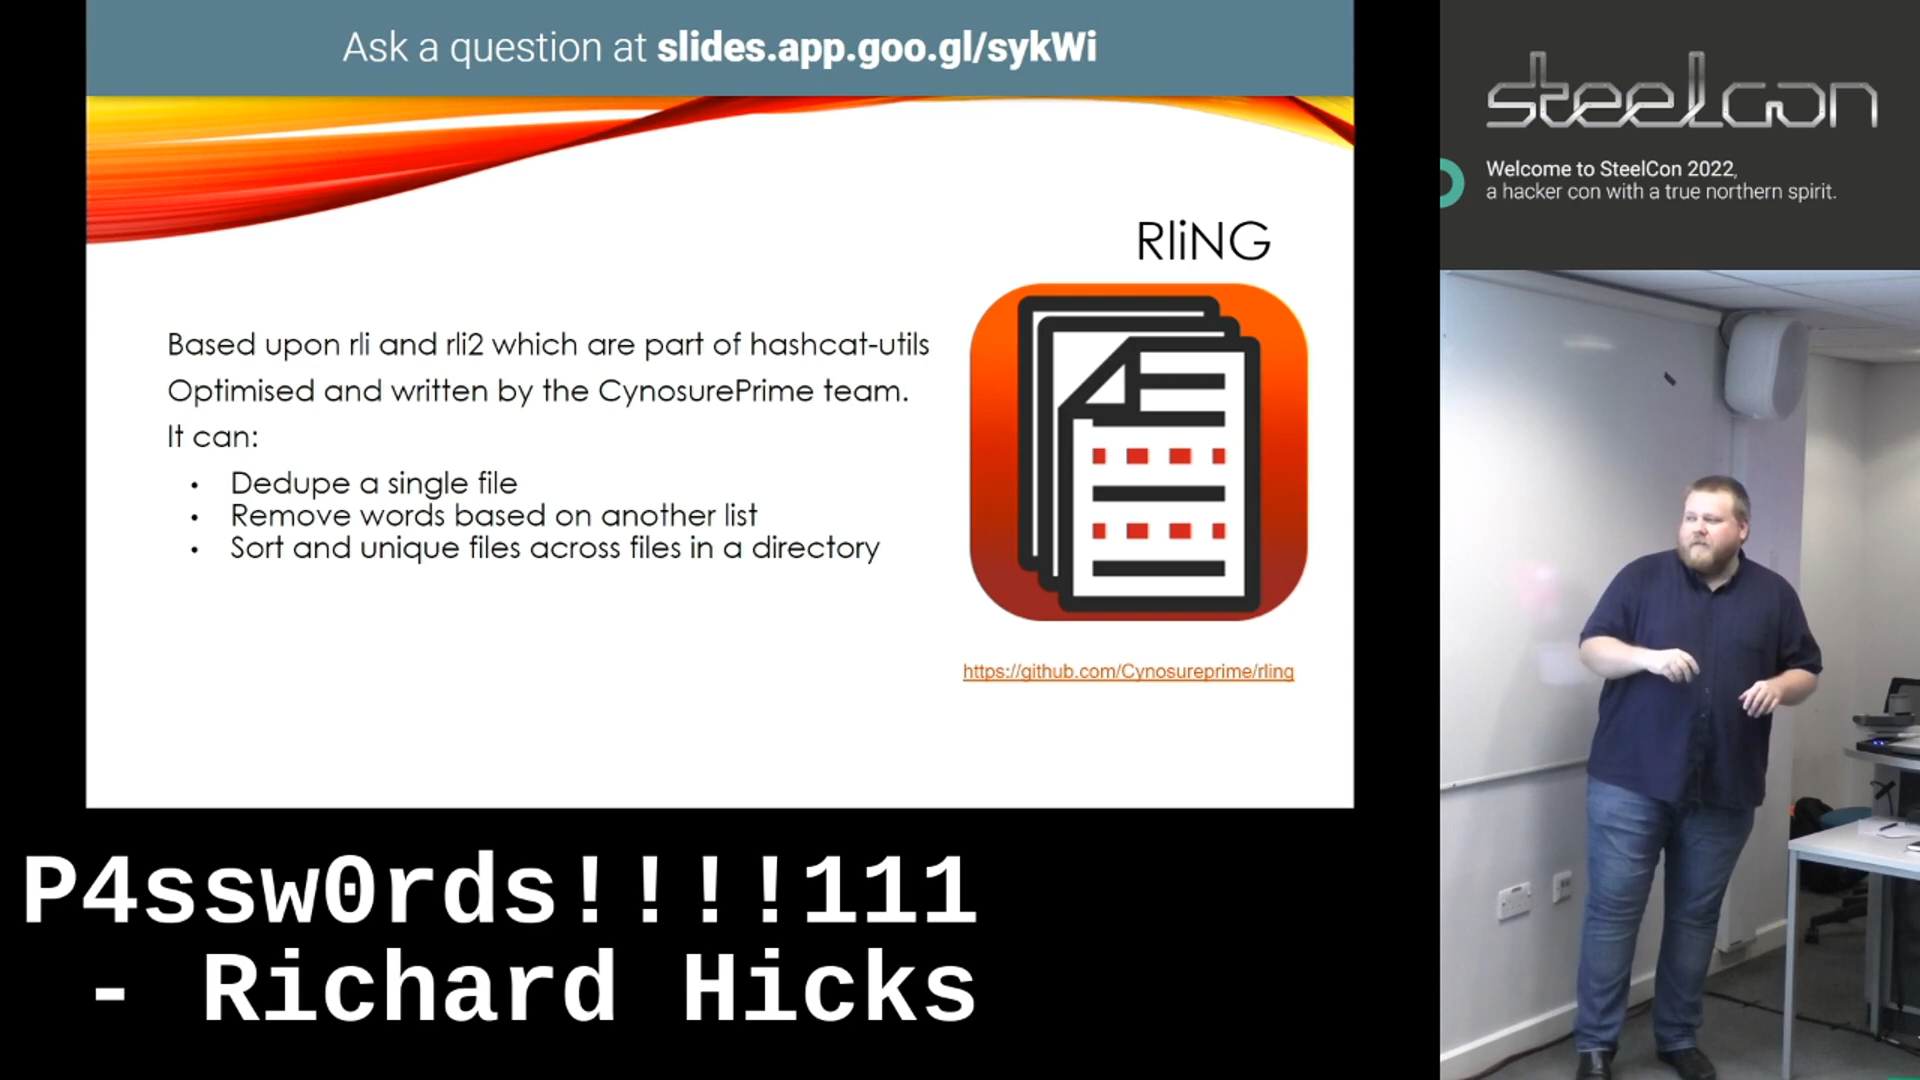 Ask a question at slides.app.goo.gl/sykWi
RliNG
Based upon rli and rli2 which are part of hashcat-utils
Optimised and written by the CynosurePrime team.
It can:
• Dedupe a single file
• Remove words based on another list
• Sort and unique files across files in a directory
https://github.com/Cynosureprime/rling
P4ssw0rds!!!!111
- Richard Hicks
steelcon
Welcome to SteelCon 2022,
a hacker con with a true northern spirit.